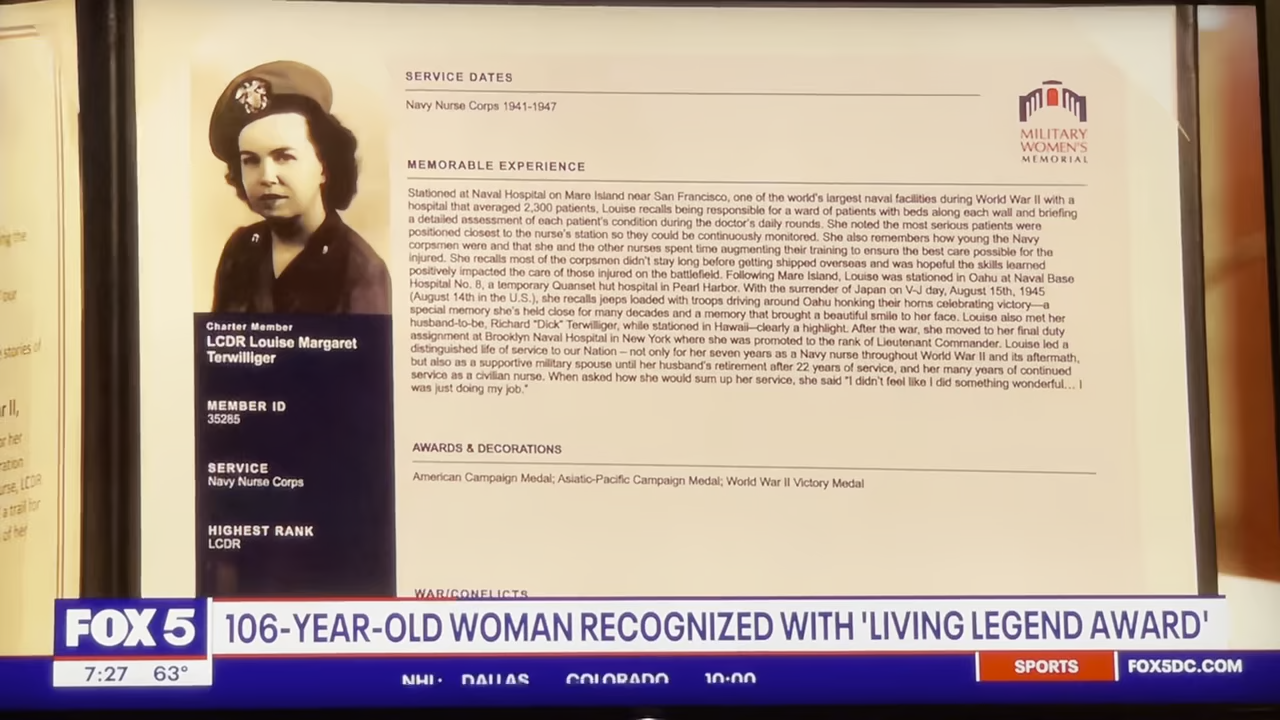 SERVICE DATES
Navy Nurse Corps 1941-1947
MILITARY
WOMEN'S
MEMORIAL
MEMORABLE EXPERIENCE
Stationed at Naval Hospital on Mare Island near San Francisco, one of the world's largest naval facilities during World War II with a
hospital that averaged 2,300 patients, Louise recalls being responsible for a ward of patients with beds along each wall and briefing
a detailed assessment of each patient's condition during the doctor's daily rounds. She noted the most serious patients were
positioned closest to the nurse's station so they could be continuously monitored. She also remembers how young the Navy
corpsmen were and that she and the other nurses spent time augmenting their training to ensure the best care possible for the
injured. She recalls most of the corpsmen didn't stay long before getting shipped overseas and was hopeful the skills learned
positively impacted the care of those injured on the battlefield. Following Mare Island, Louise was stationed in Oahu at Naval Base
Hospital No. 8, a temporary Quanset hut hospital in Pearl Harbor. With the surrender of Japan on V-J day, August 15th, 1945
(August 14th in the U.S.), she recalls jeeps loaded with troops driving around Oahu honking their horns celebrating victory—a
special memory she's held close for many decades and a memory that brought a beautiful smile to her face. Louise also met her
husband-to-be, Richard "Dick" Terwilliger, while stationed in Hawaii—clearly a highlight. After the war, she moved to her final duty
assignment at Brooklyn Naval Hospital in New York where she was promoted to the rank of Lieutenant Commander. Louise led a
distinguished life of service to our Nation – not only for her seven years as a Navy nurse throughout World War II and its aftermath,
but also as a supportive military spouse until her husband's retirement after 22 years of service, and her many years of continued
service as a civilian nurse. When asked how she would sum up her service, she said "I didn't feel like I did something wonderful... I
was just doing my job."
AWARDS & DECORATIONS
American Campaign Medal; Asiatic-Pacific Campaign Medal; World War II Victory Medal
WAR/CONFLICTS
Charter Member
LCDR Louise Margaret
Terwilliger
MEMBER ID
35285
SERVICE
Navy Nurse Corps
HIGHEST RANK
LCDR
the
our
stories of
r II,
or her
ration
urse, LCDR
a trail for
of her
FOX 5
106-YEAR-OLD WOMAN RECOGNIZED WITH 'LIVING LEGEND AWARD'
7:27 63°
SPORTS
FOX5DC.COM
NHL: DALLAS COLORADO 10:00